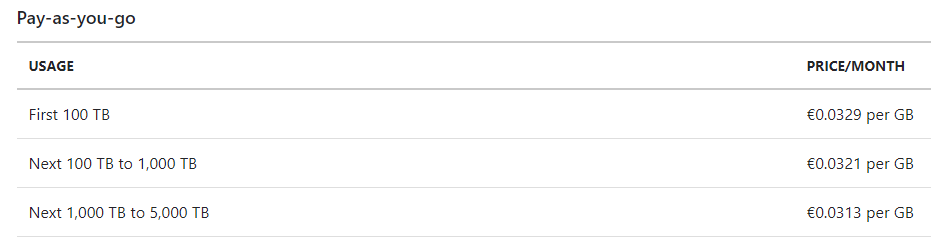 Pay-as-you-go
USAGE PRICE/MONTH
First 100 TB €0.0329 per GB
Next 100 TB to 1,000 TB €0.0321 per GB
Next 1,000 TB to 5,000 TB €0.0313 per GB